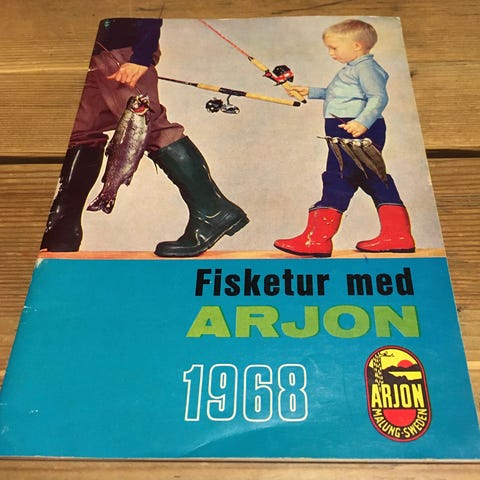 Fisketur med
ARJON
1968
ARJON
MALUNG-SWEDEN